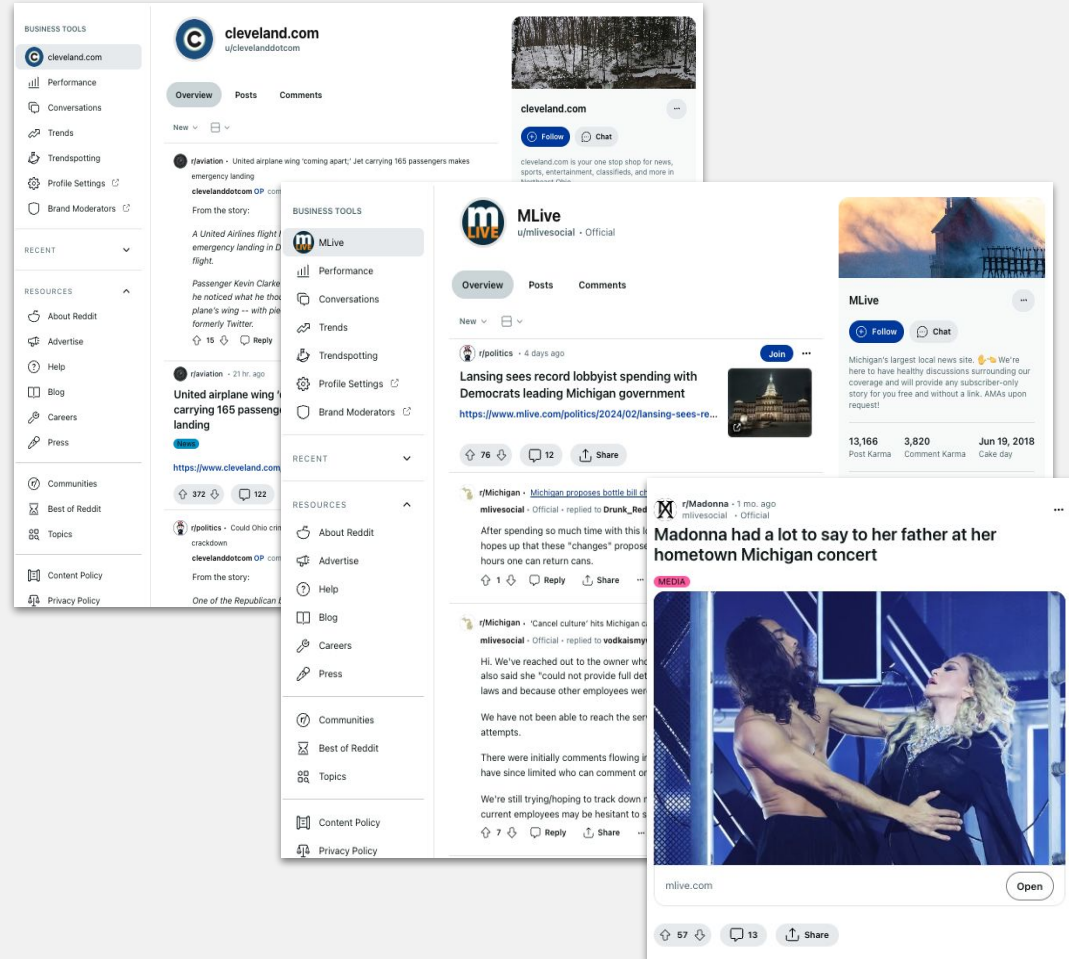 BUSINESS TOOLS
cleveland.com
Performance
Conversations
Trends
Trendspotting
Profile Settings
Brand Moderators
RECENT
RESOURCES
About Reddit
Advertise
Help
Blog
Careers
Press
Communities
Best of Reddit
Topics
Content Policy
Privacy Policy
cleveland.com
u/clevelanddotcom
Overview Posts Comments
New
r/aviation • United airplane wing 'coming apart;' Jet carrying 165 passengers makes
emergency landing
clevelanddotcom OP
From the story:
A United Airlines flight
emergency landing in D
flight.
Passenger Kevin Clarke
he noticed what he thou
plane's wing -- with pie
formerly Twitter.
15 Reply
r/aviation • 21 hr. ago
United airplane wing
carrying 165 passeng
landing
News
https://www.cleveland.com
372 122
r/politics • Could Ohio crin
crackdown
clevelanddotcom OP com
From the story:
One of the Republican
cleveland.com
Follow Chat
cleveland.com is your one stop shop for news,
sports, entertainment, classifieds, and more in
Northeast Ohio
BUSINESS TOOLS
m LIVE MLive
Performance
Conversations
Trends
Trendspotting
Profile Settings
Brand Moderators
RECENT
RESOURCES
About Reddit
Advertise
Help
Blog
Careers
Press
Communities
Best of Reddit
Topics
Content Policy
Privacy Policy
m LIVE
MLive
u/mlivesocial • Official
Overview Posts Comments
New
r/politics • 4 days ago Join
Lansing sees record lobbyist spending with
Democrats leading Michigan government
https://www.mlive.com/politics/2024/02/lansing-sees-re...
76 12 Share
r/Michigan • Michigan proposes bottle bill ch
mlivesocial • Official • replied to Drunk_Red
After spending so much time with this
hopes up that these "changes" propose
hours one can return cans.
1 Reply Share
r/Michigan • 'Cancel culture' hits Michigan c
mlivesocial • Official • replied to vodkaismy
Hi. We've reached out to the owner who
also said she "could not provide full det
laws and because other employees wer
We have not been able to reach the ser
attempts.
There were initially comments flowing i
have since limited who can comment or
We're still trying/hoping to track down
current employees may be hesitant to s
7 Reply Share
MLive
Follow Chat
Michigan's largest local news site. ✋👈 We're
here to have healthy discussions surrounding our
coverage and will provide any subscriber-only
story for you free and without a link. AMAs upon
request!
13,166 3,820 Jun 19, 2018
Post Karma Comment Karma Cake day
r/Madonna • 1 mo. ago
mlivesocial • Official
Madonna had a lot to say to her father at her
hometown Michigan concert
MEDIA
mlive.com
Open
57 13 Share